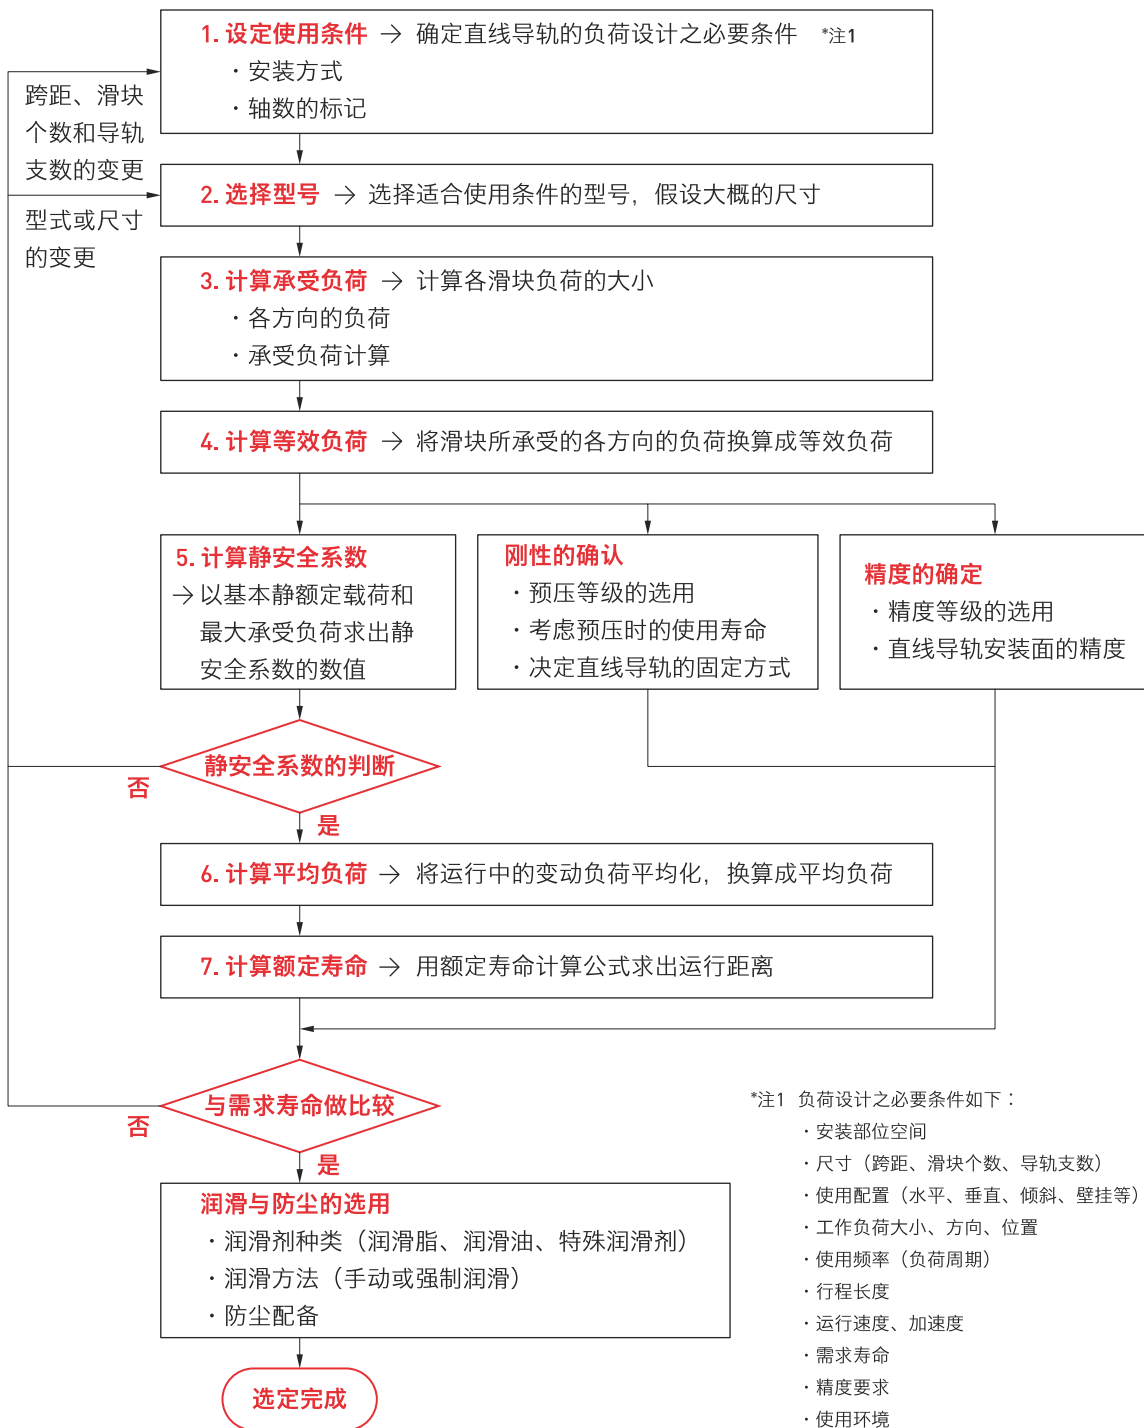 1. 设定使用条件 → 确定直线导轨的负荷设计之必要条件 *注1
・安装方式
・轴数的标记
跨距、滑块
个数和导轨
支数的变更
2. 选择型号 → 选择适合使用条件的型号，假设大概的尺寸
型式或尺寸
的变更
3. 计算承受负荷 → 计算各滑块负荷的大小
・各方向的负荷
・承受负荷计算
4. 计算等效负荷 → 将滑块所承受的各方向的负荷换算成等效负荷
5. 计算静安全系数
→ 以基本静额定载荷和
最大承受负荷求出静
安全系数的数值
刚性的确认
・预压等级的选用
・考虑预压时的使用寿命
・决定直线导轨的固定方式
精度的确定
・精度等级的选用
・直线导轨安装面的精度
静安全系数的判断
否
是
6. 计算平均负荷 → 将运行中的变动负荷平均化，换算成平均负荷
7. 计算额定寿命 → 用额定寿命计算公式求出运行距离
与需求寿命做比较
否
是
润滑与防尘的选用
・润滑剂种类（润滑脂、润滑油、特殊润滑剂）
・润滑方法（手动或强制润滑）
・防尘配备
选定完成
*注1 负荷设计之必要条件如下：
・安装部位空间
・尺寸（跨距、滑块个数、导轨支数）
・使用配置（水平、垂直、倾斜、壁挂等）
・工作负荷大小、方向、位置
・使用频率（负荷周期）
・行程长度
・运行速度、加速度
・需求寿命
・精度要求
・使用环境